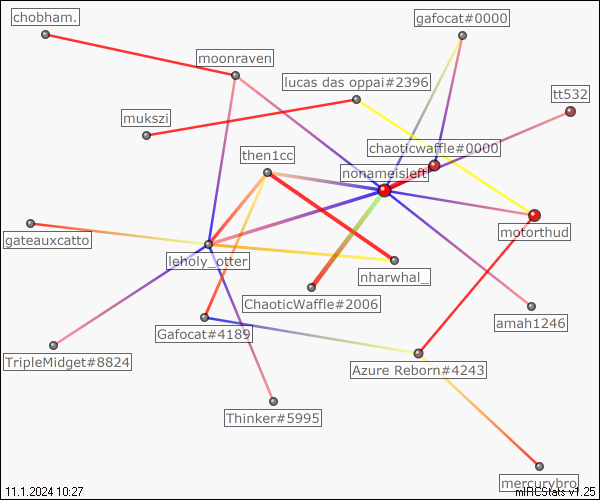 chobham.
gafocat#0000
moonraven
lucas das oppai#2396
tt532
mukszi
chaoticwaffle#0000
then1cc
nonameisleft
gateauxcatto
motorthud
leholy_otter
nharwhal_
ChaoticWaffle#2006
amah1246
Gafocat#4189
TripleMidget#8824
Azure Reborn#4243
Thinker#5995
mercurybro
11.1.2024 10:27
mIRCStats v1.25